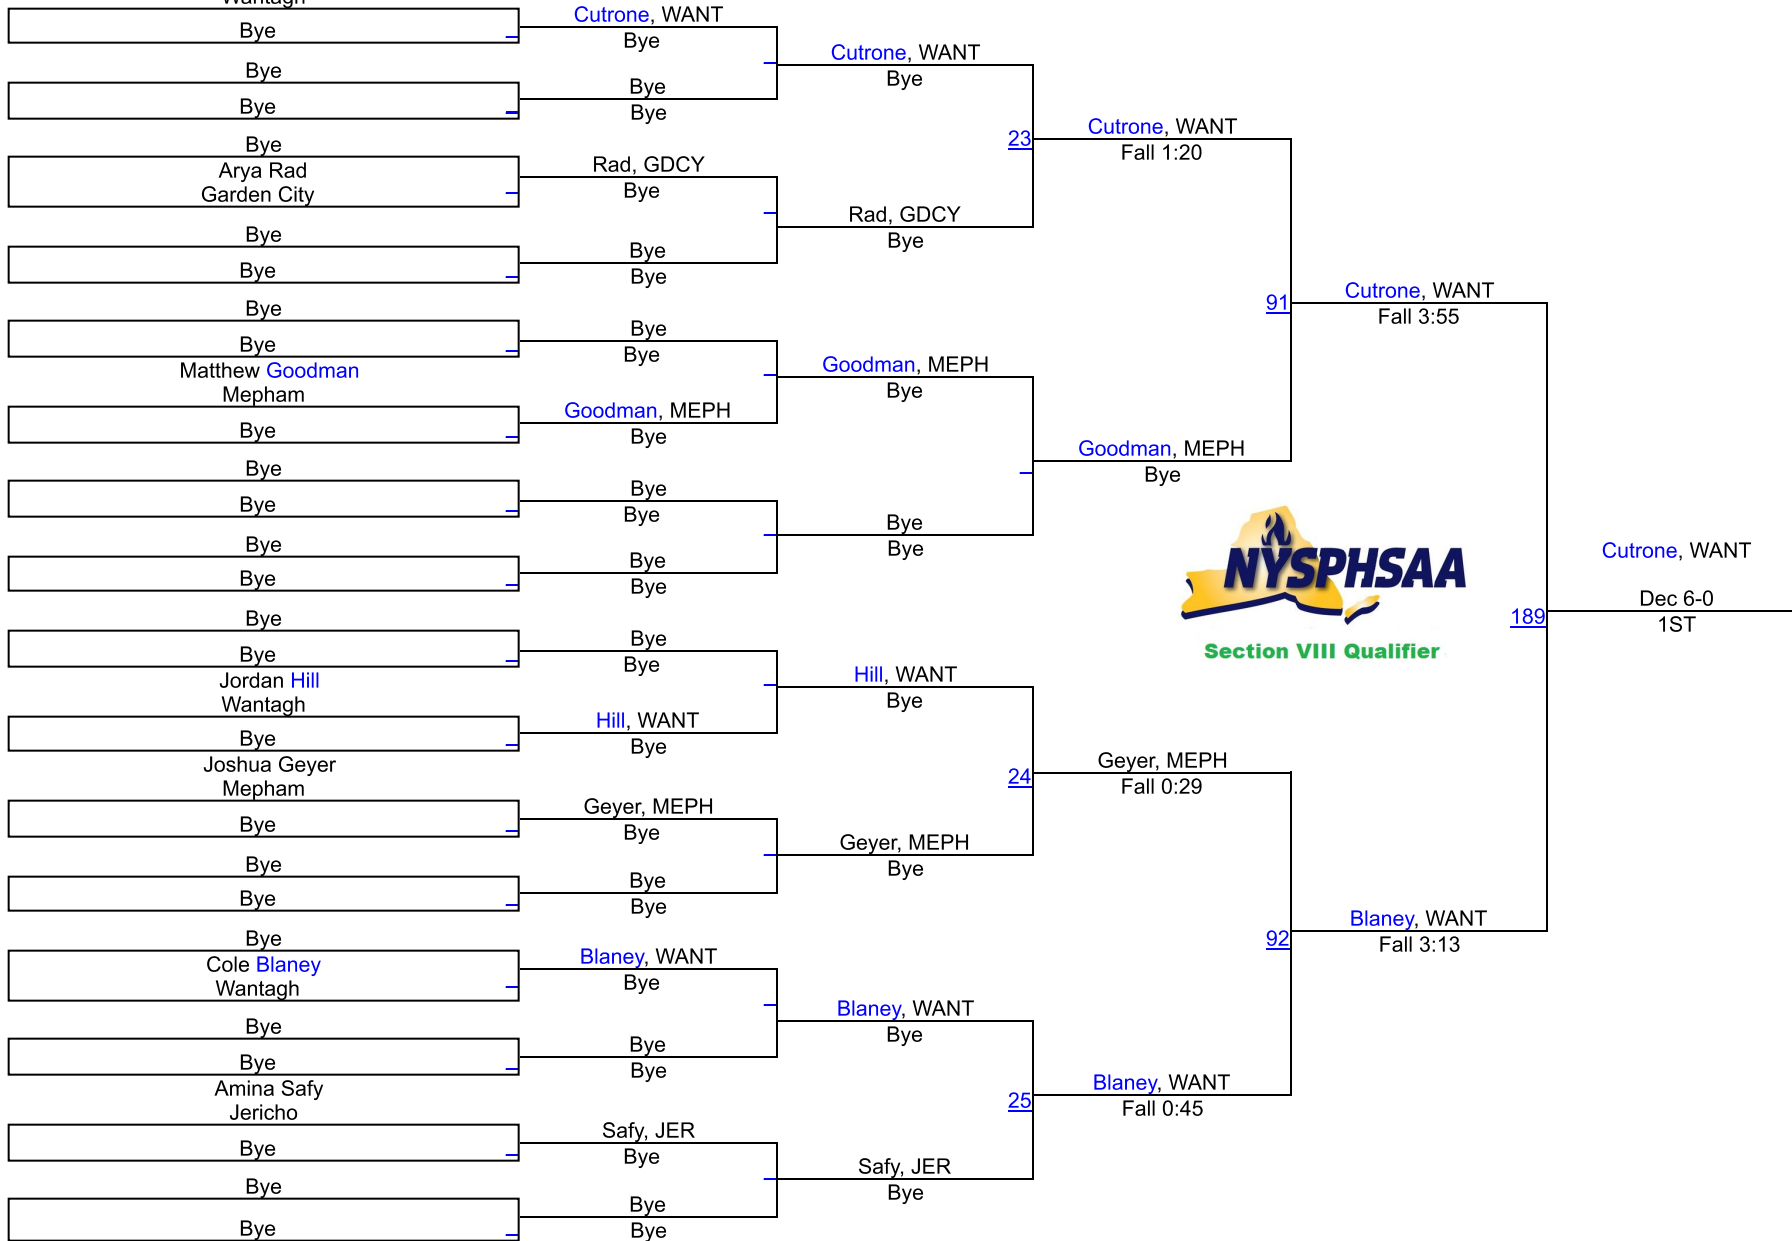 Wantagh
Bye
Bye
Bye
Bye
Arya Rad
Garden City
Bye
Bye
Bye
Bye
Matthew Goodman
Mepham
Bye
Bye
Bye
Bye
Bye
Bye
Bye
Jordan Hill
Wantagh
Bye
Joshua Geyer
Mepham
Bye
Bye
Bye
Bye
Cole Blaney
Wantagh
Bye
Bye
Amina Safy
Jericho
Bye
Bye
Bye
Cutrone, WANT
Bye
Bye
Bye
Rad, GDCY
Bye
Bye
Bye
Bye
Bye
Goodman, MEPH
Bye
Bye
Bye
Bye
Bye
Bye
Bye
Hill, WANT
Bye
Geyer, MEPH
Bye
Bye
Bye
Blaney, WANT
Bye
Bye
Bye
Safy, JER
Bye
Bye
Bye
Cutrone, WANT
Bye
23
Rad, GDCY
Bye
Goodman, MEPH
Bye
Bye
Bye
Hill, WANT
Bye
24
Geyer, MEPH
Bye
Blaney, WANT
Bye
25
Safy, JER
Bye
Cutrone, WANT
Fall 1:20
91
Goodman, MEPH
Bye
Geyer, MEPH
Fall 0:29
92
Blaney, WANT
Fall 0:45
Cutrone, WANT
Fall 3:55
NYSPHSAA
Section VIII Qualifier
189
Blaney, WANT
Fall 3:13
Cutrone, WANT
Dec 6-0
1ST